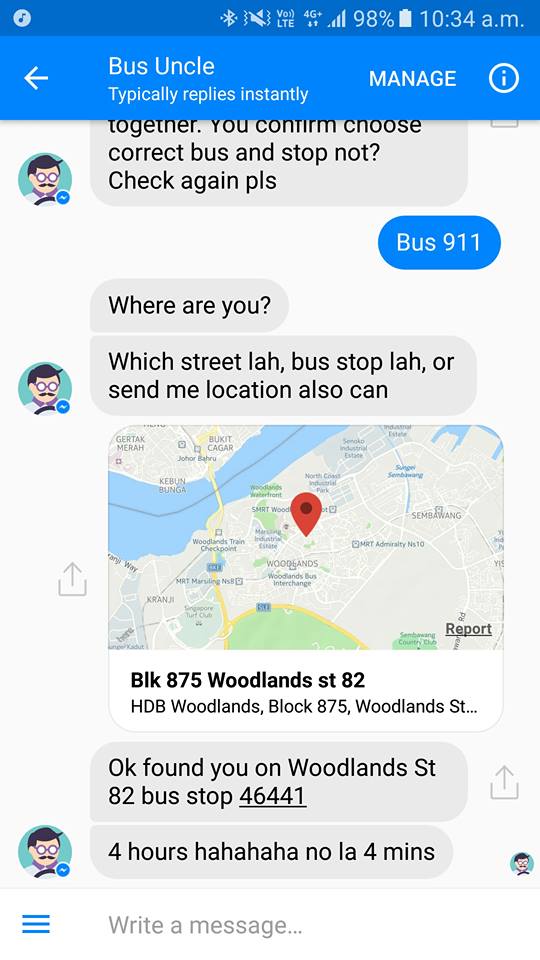 Vo))
LTE
4G+
98%
10:34 a.m.
Bus Uncle
Typically replies instantly
MANAGE
together. You confirm choose
correct bus and stop not?
Check again pls
Bus 911
Where are you?
Which street lah, bus stop lah, or
send me location also can
GERTAK
MERAH
BUKIT
CAGAR
Johor Bahru
Senoko
Industrial
Estate
Industrial
Estate
KEBUN
BUNGA
North Coast
Industrial
Park
Sungei
Sembawang
Woodlands
Waterfront
SMRT Wood
ot
SEMBAWANG
Woodlands Train
Checkpoint
Marsiling
Industrial
Estate
MRT Admiralty Ns10
YIS
WOODLANDS
Woodlands Bus
Interchange
MRT Marsiling Ns8
KRANJI
Singapore
Turf Club
BKE
SLE
Sembawang
Country Club
Report
Blk 875 Woodlands st 82
HDB Woodlands, Block 875, Woodlands St...
Ok found you on Woodlands St
82 bus stop 46441
4 hours hahahaha no la 4 mins
Write a message...